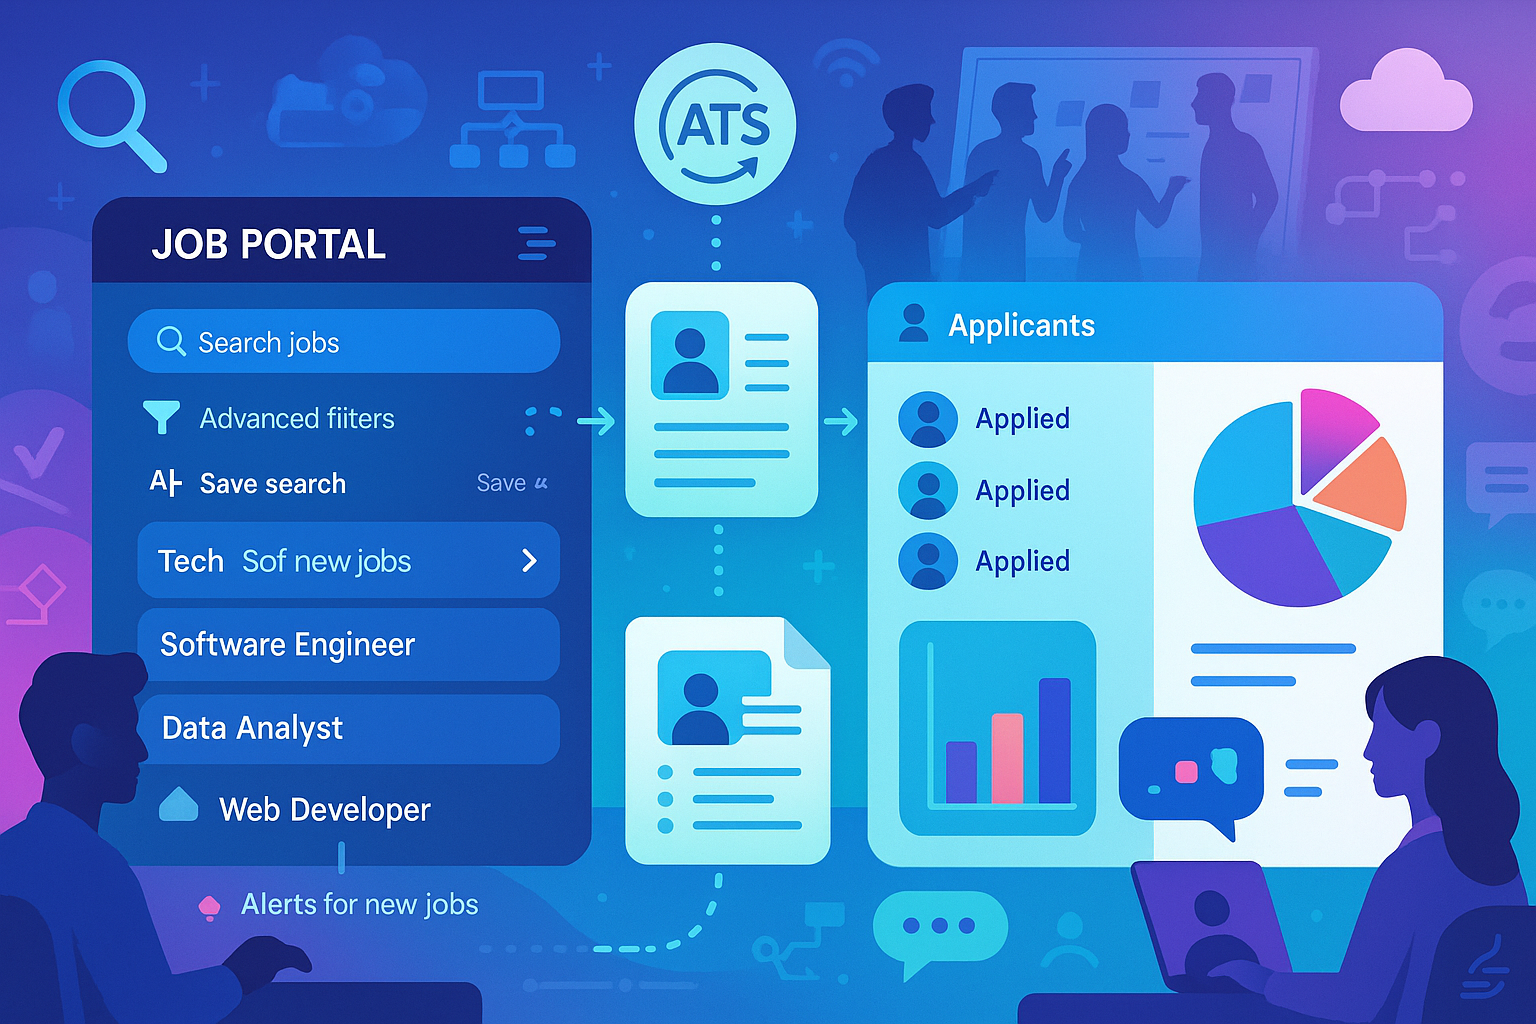 ATS
JOB PORTAL
Search jobs
Advanced fiiters
Save search
Save
Tech Sof new jobs
Software Engineer
Data Analyst
Web Developer
Alerts for new jobs
Applicants
Applied
Applied
Applied